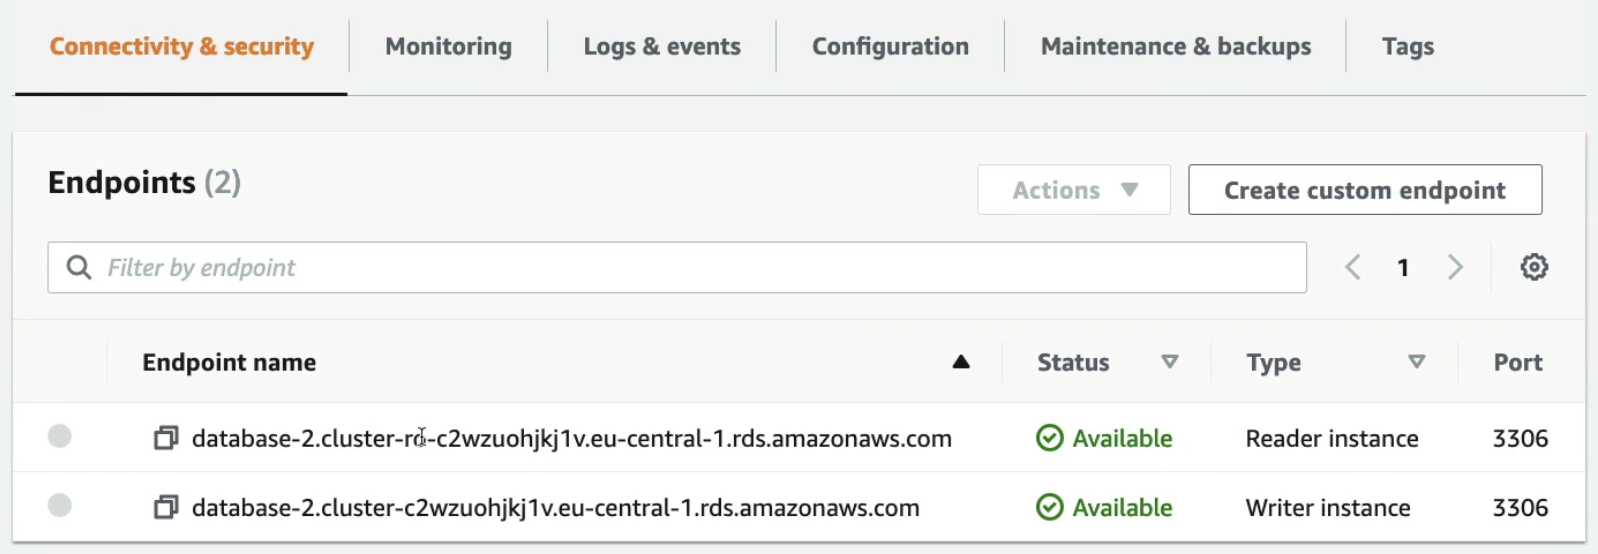 Connectivity & security Monitoring Logs & events Configuration Maintenance & backups Tags
Endpoints (2)
Actions Create custom endpoint
Filter by endpoint 1
Endpoint name Status Type Port
database-2.cluster-ro-c2wzuohjkj1v.eu-central-1.rds.amazonaws.com Available Reader instance 3306
database-2.cluster-c2wzuohjkj1v.eu-central-1.rds.amazonaws.com Available Writer instance 3306